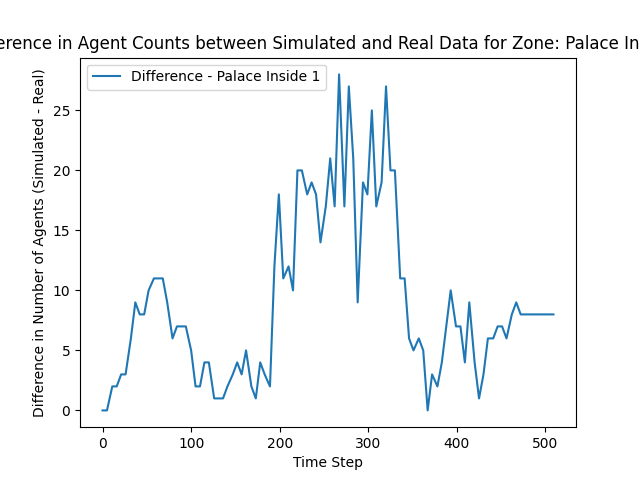 erence in Agent Counts between Simulated and Real Data for Zone: Palace In
Difference - Palace Inside 1
Difference in Number of Agents (Simulated - Real)
25
20
15
10
5
0
0 100 200 300 400 500
Time Step